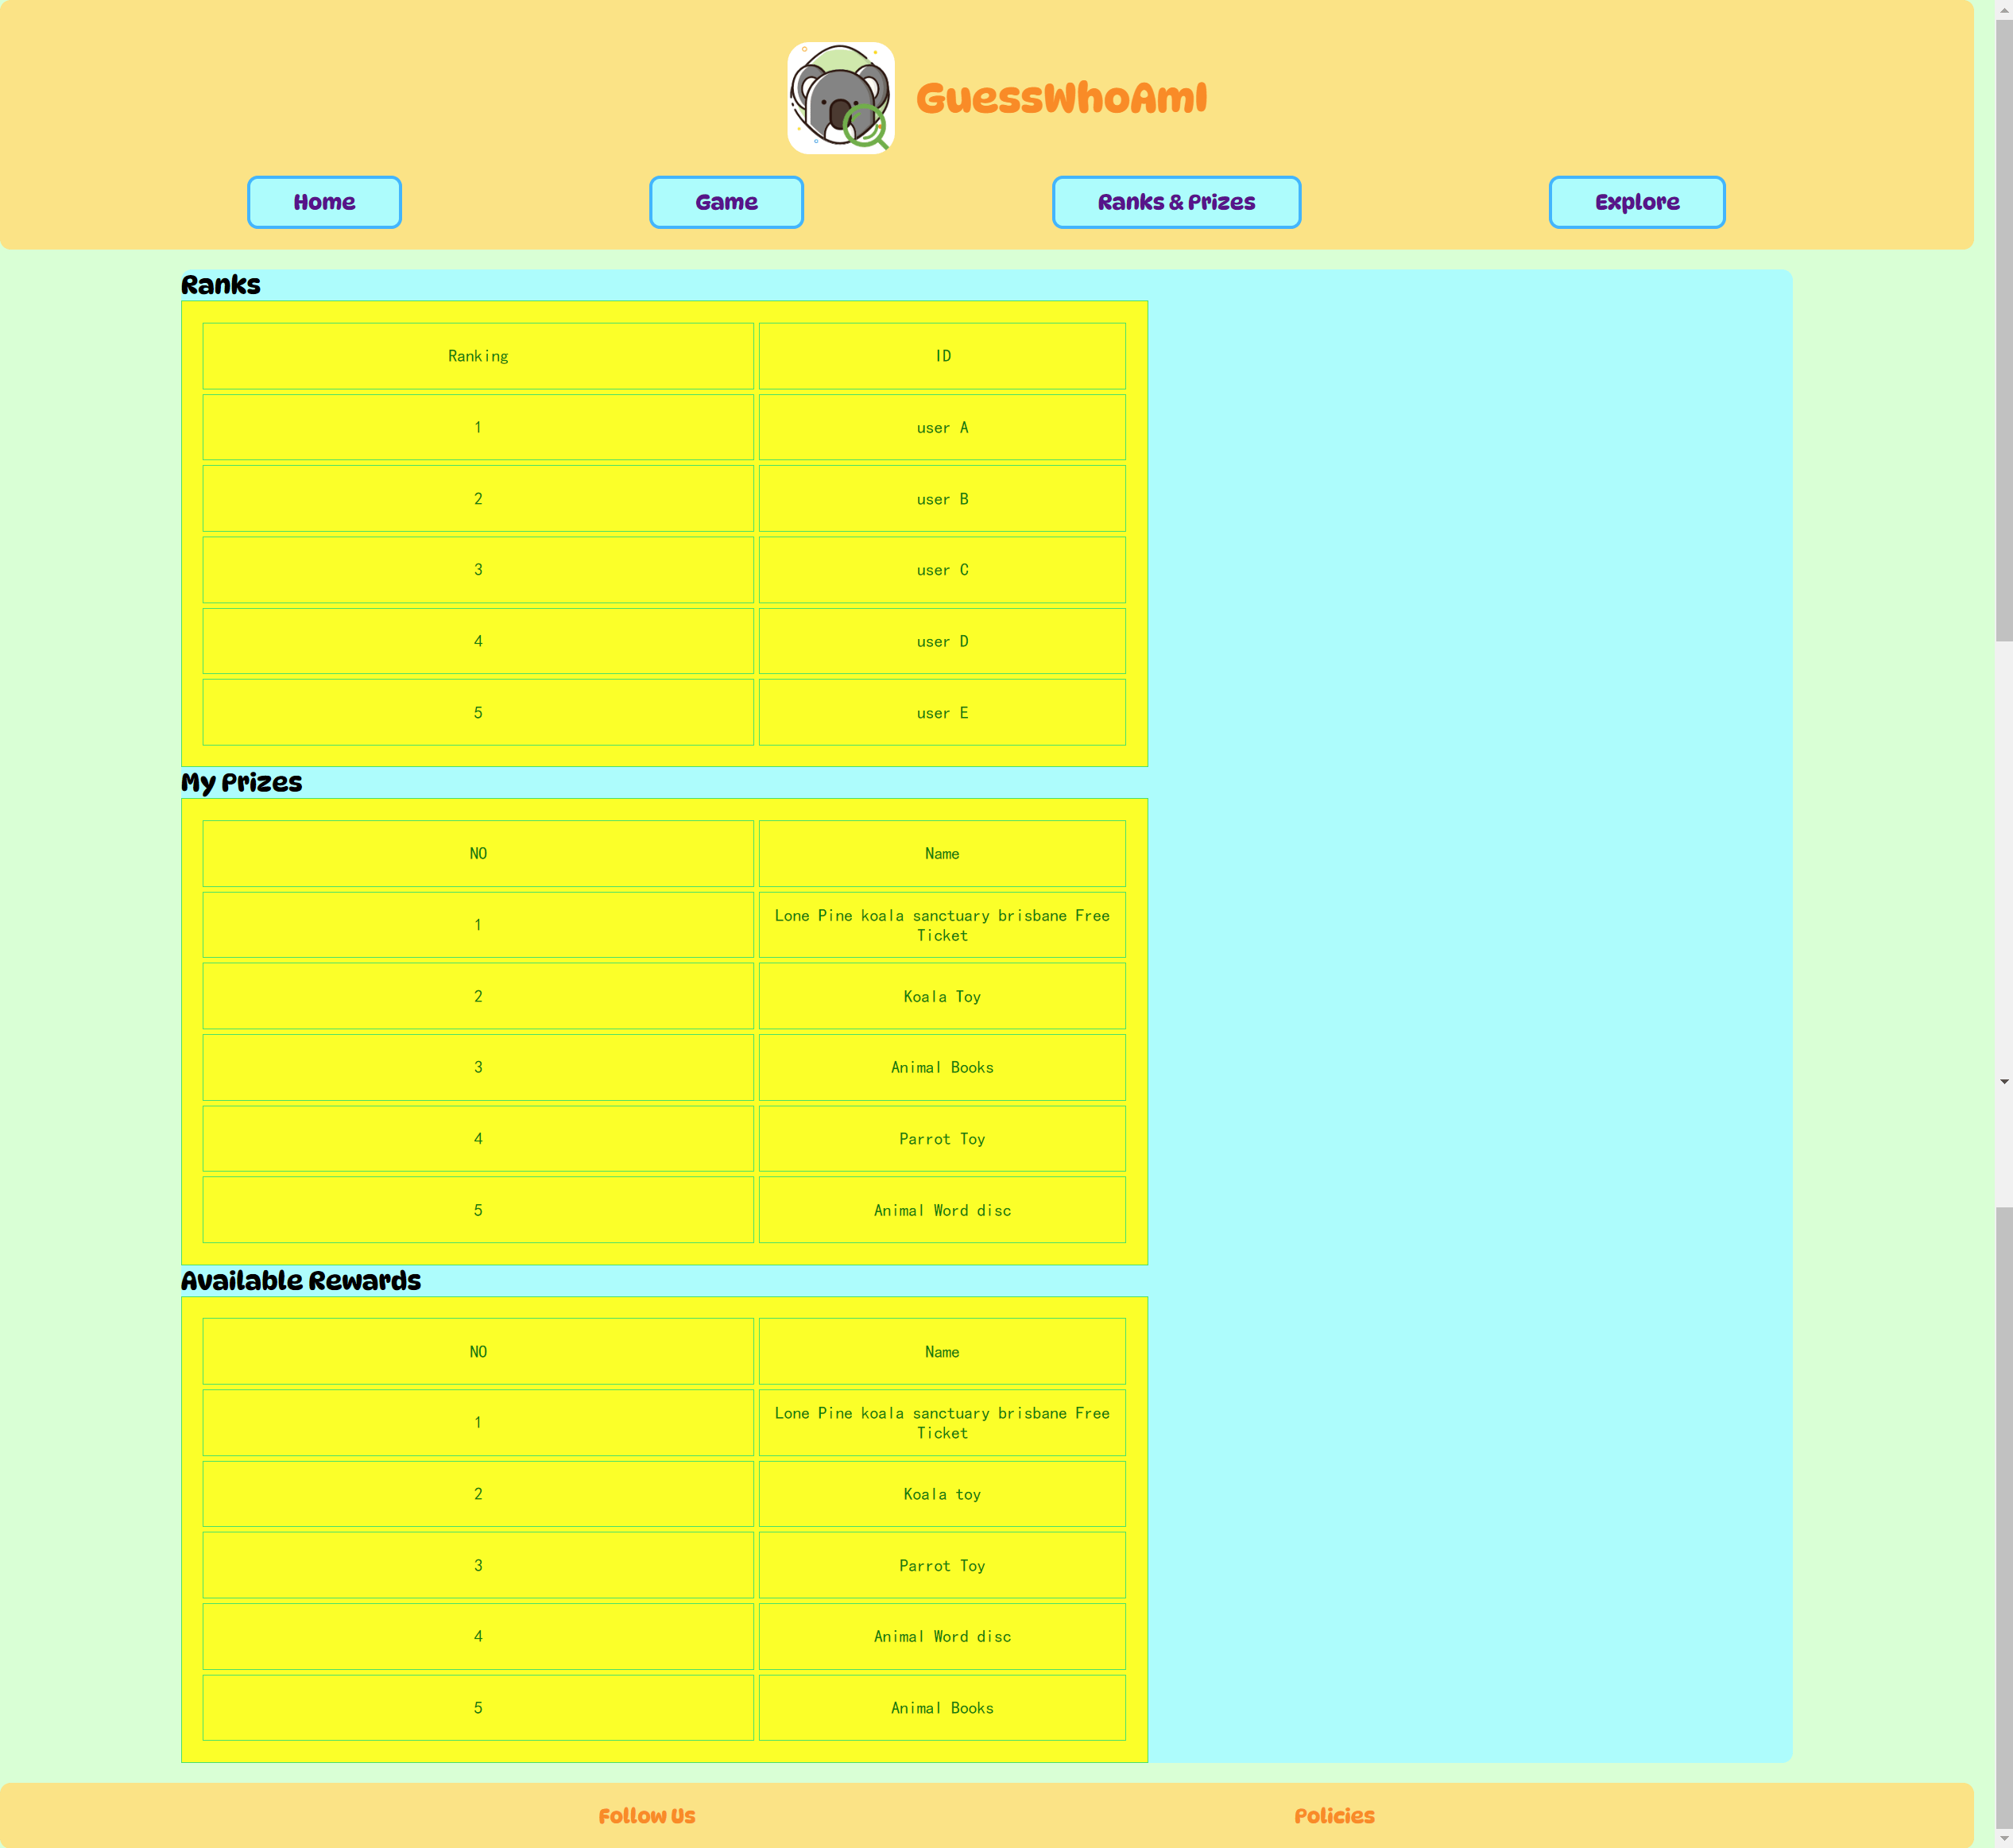 GuessWhoAmI
Home
Game
Ranks & Prizes
Explore
Ranks
Ranking ID
1 user A
2 user B
3 user C
4 user D
5 user E
My Prizes
NO Name
1 Lone Pine koala sanctuary brisbane Free
Ticket
2 Koala Toy
3 Animal Books
4 Parrot Toy
5 Animal Word disc
Available Rewards
NO Name
1 Lone Pine koala sanctuary brisbane Free
Ticket
2 Koala toy
3 Parrot Toy
4 Animal Word disc
5 Animal Books
Follow Us
Policies